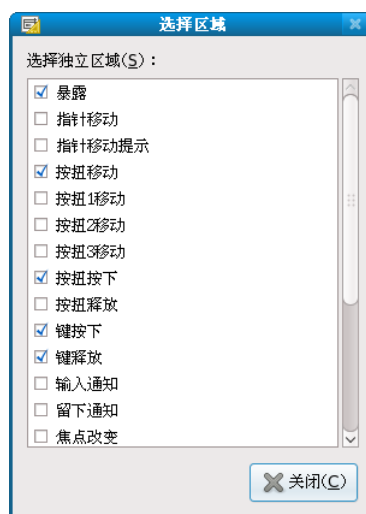 选择区域
选择独立区域(S)：
暴露
指针移动
指针移动提示
按扭移动
按扭1移动
按扭2移动
按扭3移动
按扭按下
按扭释放
键按下
键释放
输入通知
留下通知
焦点改变
关闭(C)